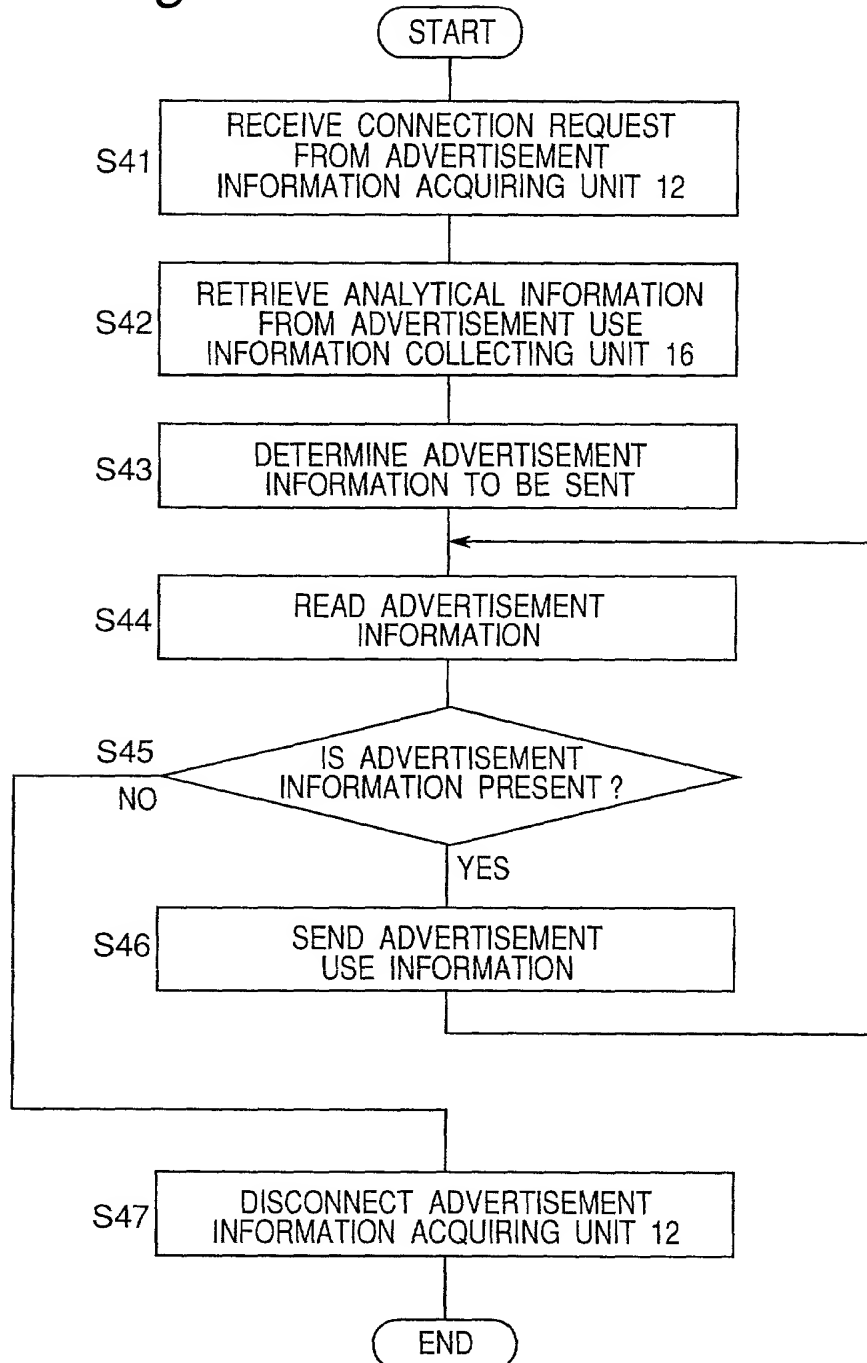 START
S41
RECEIVE CONNECTION REQUEST
FROM ADVERTISEMENT
INFORMATION ACQUIRING UNIT 12
S42
RETRIEVE ANALYTICAL INFORMATION
FROM ADVERTISEMENT USE
INFORMATION COLLECTING UNIT 16
S43
DETERMINE ADVERTISEMENT
INFORMATION TO BE SENT
S44
READ ADVERTISEMENT
INFORMATION
S45
IS ADVERTISEMENT
INFORMATION PRESENT ?
NO
YES
S46
SEND ADVERTISEMENT
USE INFORMATION
S47
DISCONNECT ADVERTISEMENT
INFORMATION ACQUIRING UNIT 12
END